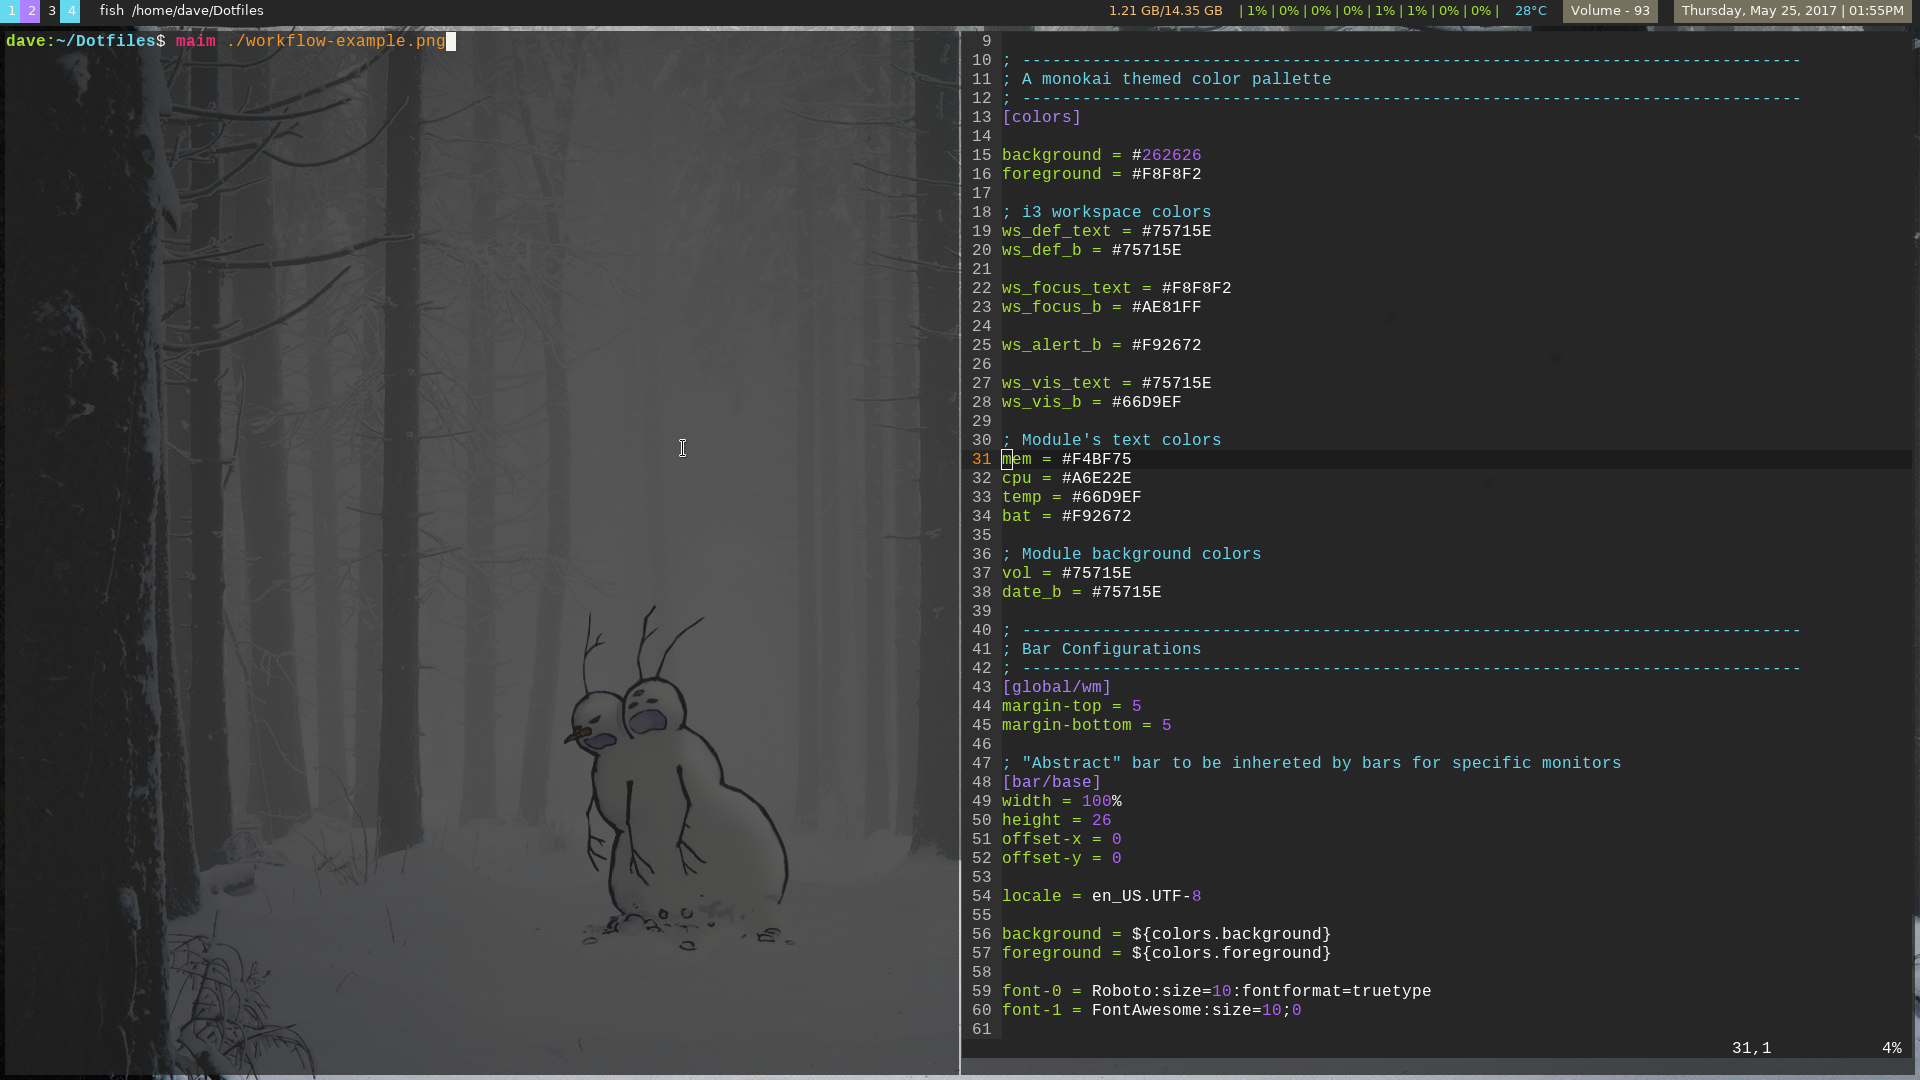 1 2 3 4 fish /home/dave/Dotfiles 1.21 GB/14.35 GB | 1% | 0% | 0% | 0% | 1% | 1% | 0% | 0% | 28°C Volume - 93 Thursday, May 25, 2017 | 01:55PM
dave:~/Dotfiles$ maim ./workflow-example.png
9
10 ; ------------------------------------------------------------------------------
11 ; A monokai themed color pallette
12 ; ------------------------------------------------------------------------------
13 [colors]
14
15 background = #262626
16 foreground = #F8F8F2
17
18 ; i3 workspace colors
19 ws_def_text = #75715E
20 ws_def_b = #75715E
21
22 ws_focus_text = #F8F8F2
23 ws_focus_b = #AE81FF
24
25 ws_alert_b = #F92672
26
27 ws_vis_text = #75715E
28 ws_vis_b = #66D9EF
29
30 ; Module's text colors
31 mem = #F4BF75
32 cpu = #A6E22E
33 temp = #66D9EF
34 bat = #F92672
35
36 ; Module background colors
37 vol = #75715E
38 date_b = #75715E
39
40 ; ------------------------------------------------------------------------------
41 ; Bar Configurations
42 ; ------------------------------------------------------------------------------
43 [global/wm]
44 margin-top = 5
45 margin-bottom = 5
46
47 ; "Abstract" bar to be inhereted by bars for specific monitors
48 [bar/base]
49 width = 100%
50 height = 26
51 offset-x = 0
52 offset-y = 0
53
54 locale = en_US.UTF-8
55
56 background = ${colors.background}
57 foreground = ${colors.foreground}
58
59 font-0 = Roboto:size=10:fontformat=truetype
60 font-1 = FontAwesome:size=10;0
61
31,1 4%